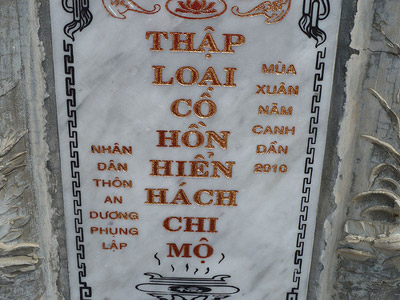 THẬP
LOẠI
CÔ
HỒN
HIỂN
HÁCH
CHI
MỘ
MÙA
XUÂN
NĂM
CANH
DẦN
2010
NHÂN
DÂN
THÔN
AN
DƯƠNG
PHỤNG
LẬP